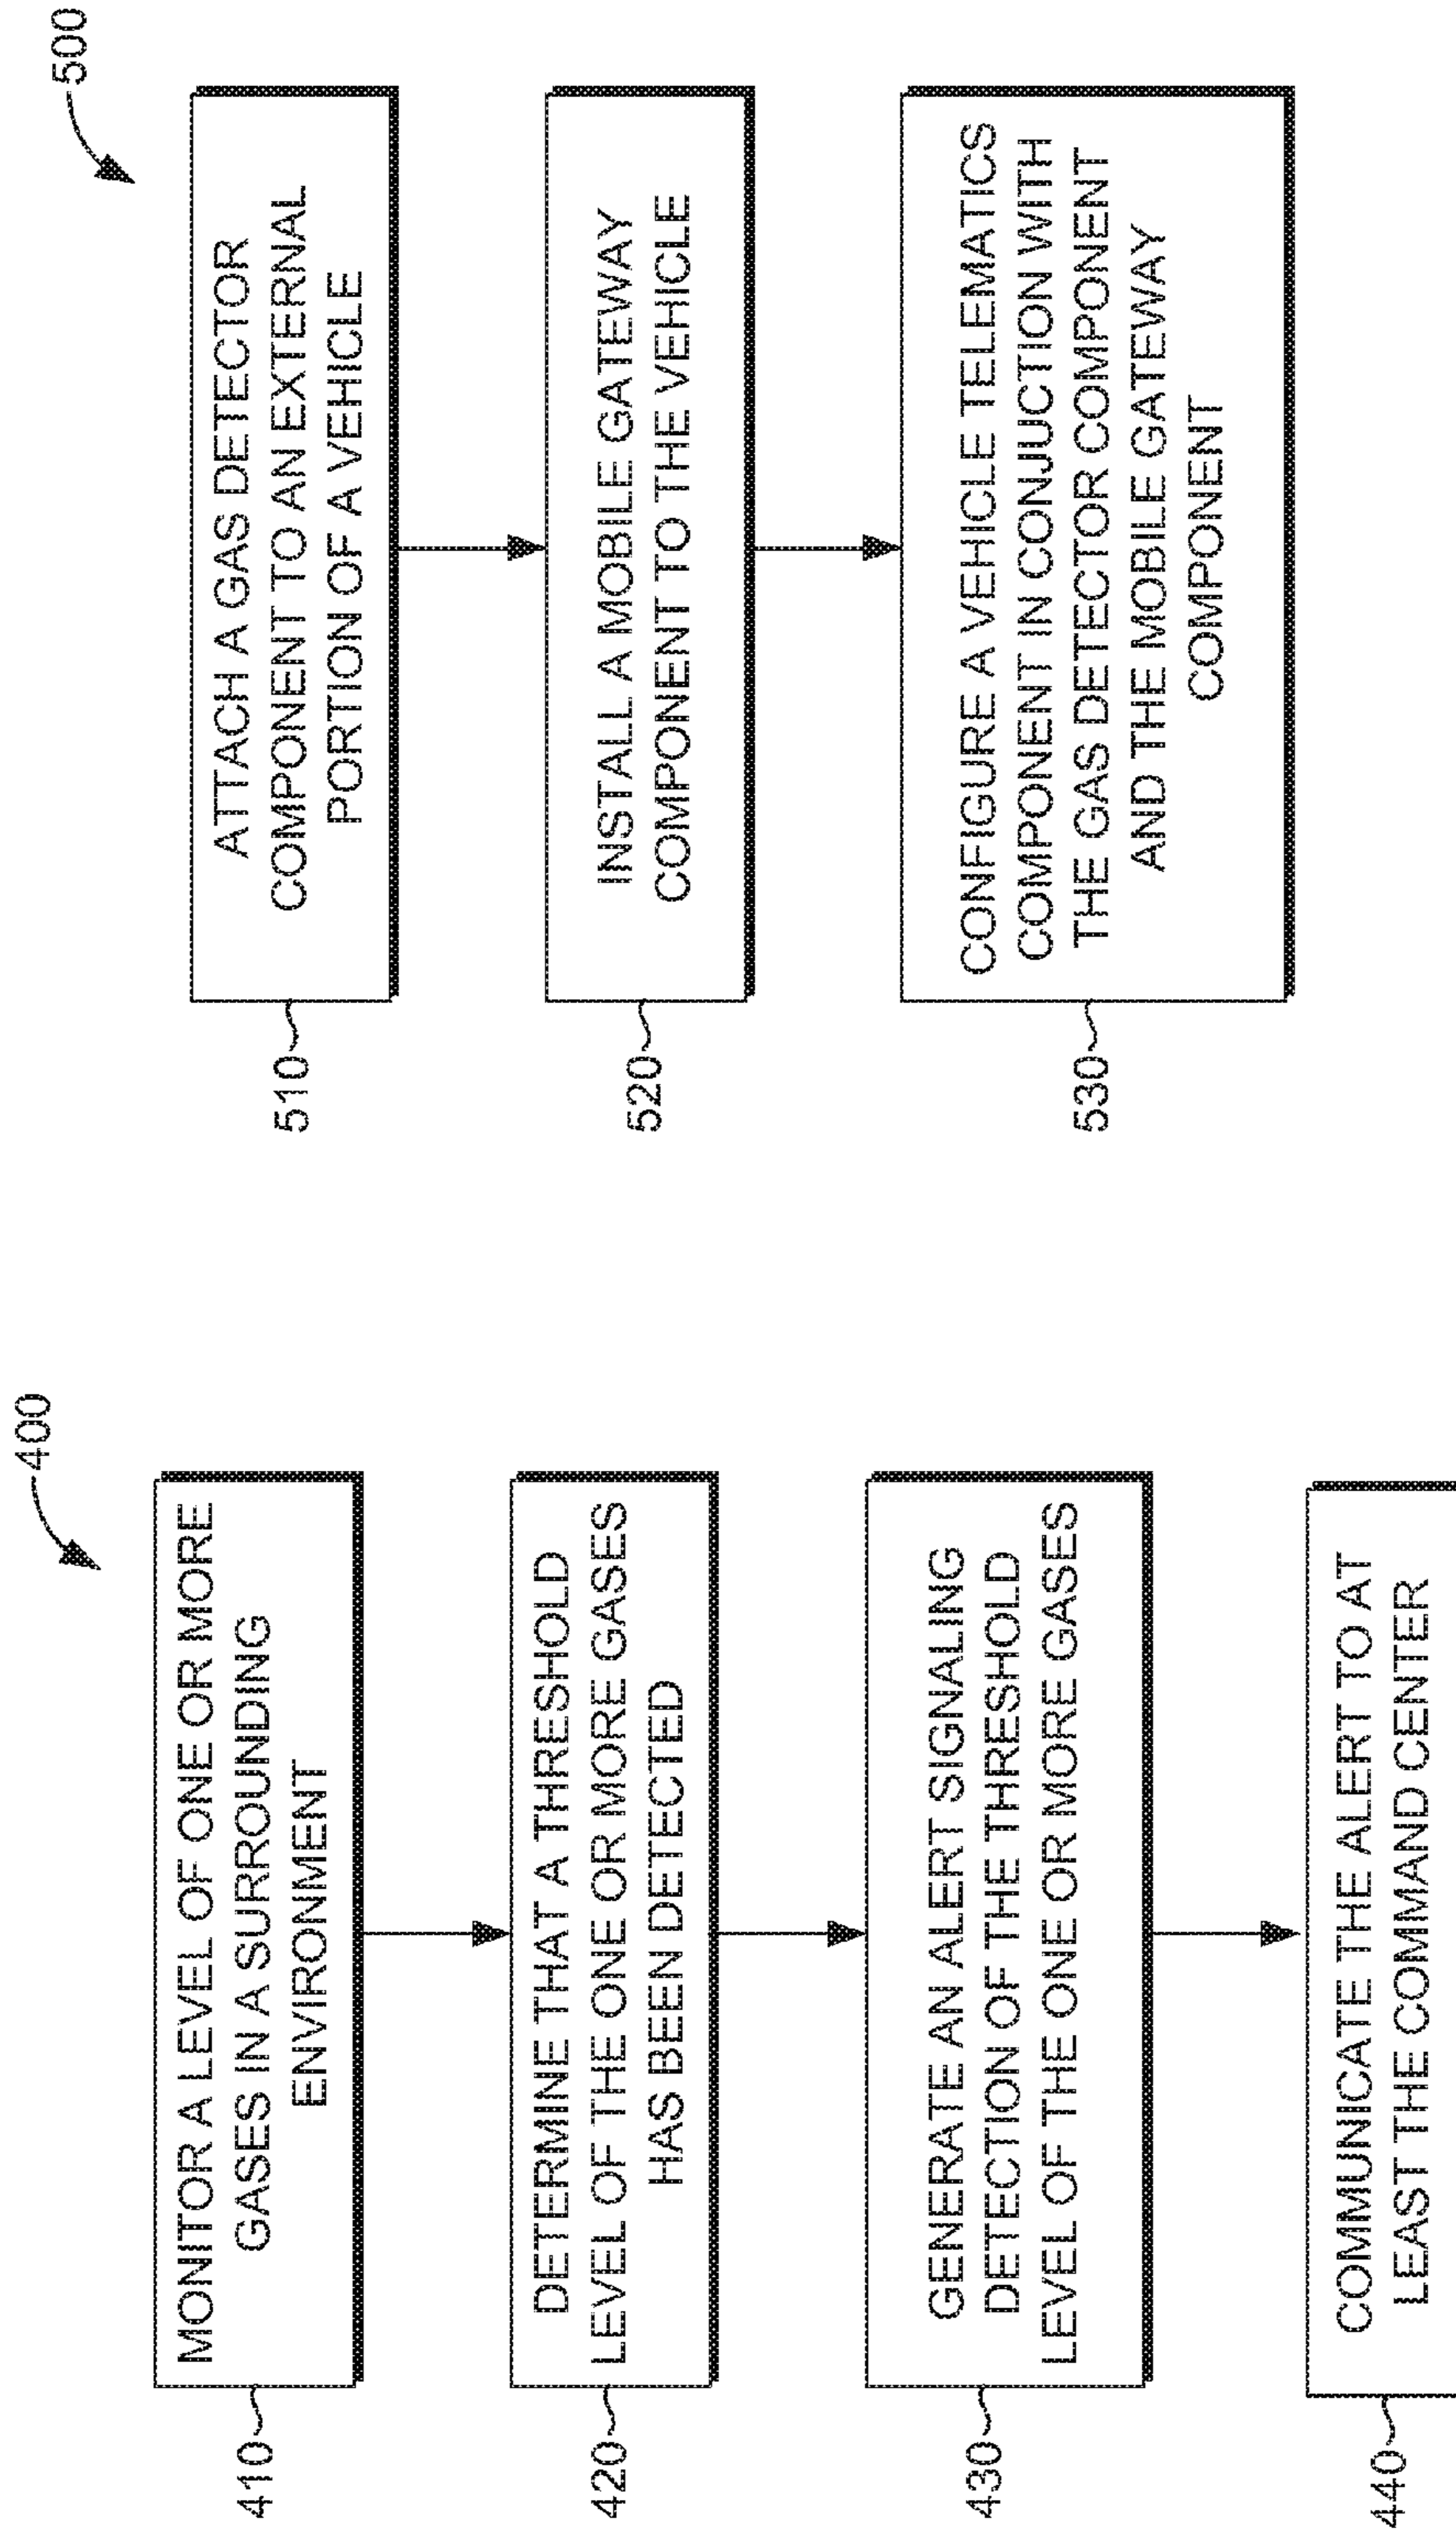 400
410
MONITOR A LEVEL OF ONE OR MORE
GASES IN A SURROUNDING
ENVIRONMENT
420
DETERMINE THAT A THRESHOLD
LEVEL OF THE ONE OR MORE GASES
HAS BEEN DETECTED
430
GENERATE AN ALERT SIGNALING
DETECTION OF THE THRESHOLD
LEVEL OF THE ONE OR MORE GASES
440
COMMUNICATE THE ALERT TO AT
LEAST THE COMMAND CENTER
500
510
ATTACH A GAS DETECTOR
COMPONENT TO AN EXTERNAL
PORTION OF A VEHICLE
520
INSTALL A MOBILE GATEWAY
COMPONENT TO THE VEHICLE
530
CONFIGURE A VEHICLE TELEMATICS
COMPONENT IN CONJUCTION WITH
THE GAS DETECTOR COMPONENT
AND THE MOBILE GATEWAY
COMPONENT